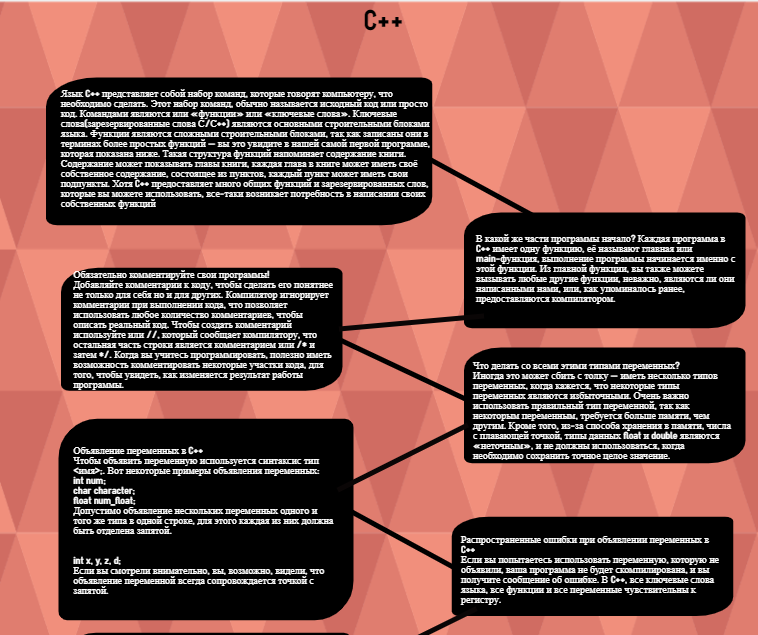 C++
Язык C++ представляет собой набор команд, которые говорят компьютеру, что
необходимо сделать. Этот набор команд, обычно называется исходный код или просто
код. Командами являются или «функции» или «ключевые слова». Ключевые
слова(зарезервированные слова C/C++) являются основными строительными блоками
языка. Функции являются сложными строительными блоками, так как записаны они в
терминах более простых функций — вы это увидите в нашей самой первой программе,
которая показана ниже. Такая структура функций напоминает содержание книги.
Содержание может показывать главы книги, каждая глава в книге может иметь своё
собственное содержание, состоящее из пунктов, каждый пункт может иметь свои
подпункты. Хотя C++ предоставляет много общих функций и зарезервированных слов,
которые вы можете использовать, все-таки возникает потребность в написании своих
собственных функций
В какой же части программы начало? Каждая программа в
C++ имеет одну функцию, её называют главная или
main-функция, выполнение программы начинается именно с
этой функции. Из главной функции, вы также можете
вызывать любые другие функции, неважно, являются ли они
написанными нами, или, как упоминалось ранее,
предоставляются компилятором.
Обязательно комментируйте свои программы!
Добавляйте комментарии к коду, чтобы сделать его понятнее
не только для себя но и для других. Компилятор игнорирует
комментарии при выполнении кода, что позволяет
использовать любое количество комментариев, чтобы
описать реальный код. Чтобы создать комментарий
используйте или //, который сообщает компилятору, что
остальная часть строки является комментарием или /* и
затем */. Когда вы учитесь программировать, полезно иметь
возможность комментировать некоторые участки кода, для
того, чтобы увидеть, как изменяется результат работы
программы.
Что делать со всеми этими типами переменных?
Иногда это может сбить с толку — иметь несколько типов
переменных, когда кажется, что некоторые типы
переменных являются избыточными. Очень важно
использовать правильный тип переменной, так как
некоторым переменным, требуется больше памяти, чем
другим. Кроме того, из-за способа хранения в памяти, числа
с плавающей точкой, типы данных float и double являются
«неточным», и не должны использоваться, когда
необходимо сохранить точное целое значение.
Объявление переменных в C++
Чтобы объявить переменную используется синтаксис тип
<имя>;. Вот некоторые примеры объявления переменных:
int num;
char character;
float num_float;
Допустимо объявление нескольких переменных одного и
того же типа в одной строке, для этого каждая из них должна
быть отделена запятой.
int x, y, z, d;
Если вы смотрели внимательно, вы, возможно, видели, что
объявление переменной всегда сопровождается точкой с
запятой.
Распространенные ошибки при объявлении переменных в
C++
Если вы попытаетесь использовать переменную, которую не
объявили, ваша программа не будет скомпилирована, и вы
получите сообщение об ошибке. В C++, все ключевые слова
языка, все функции и все переменные чувствительны к
регистру.